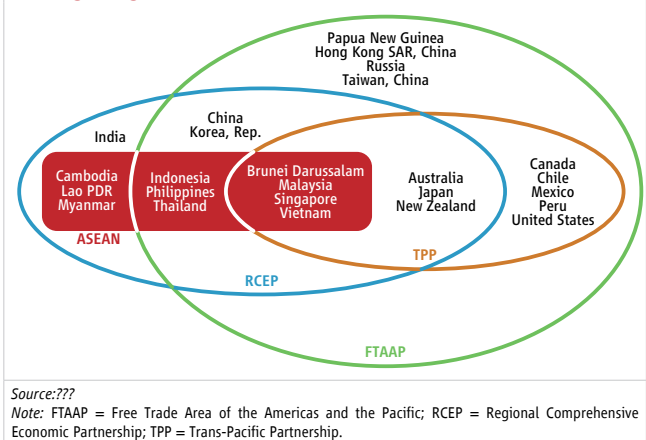 Papua New Guinea
Hong Kong SAR, China
Russia
Taiwan, China
China
Korea, Rep.
India
Cambodia
Lao PDR
Myanmar
Indonesia
Philippines
Thailand
Brunei Darussalam
Malaysia
Singapore
Vietnam
Australia
Japan
New Zealand
Canada
Chile
Mexico
Peru
United States
ASEAN
TPP
RCEP
FTAAP
Source:???
Note: FTAAP = Free Trade Area of the Americas and the Pacific; RCEP = Regional Comprehensive
Economic Partnership; TPP = Trans-Pacific Partnership.